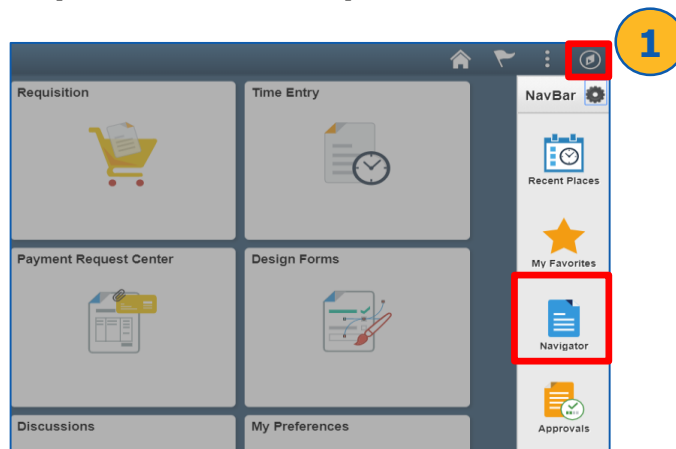 1
Requisition
Time Entry
NavBar
Recent Places
My Favorites
Payment Request Center
Design Forms
Navigator
Approvals
Discussions
My Preferences